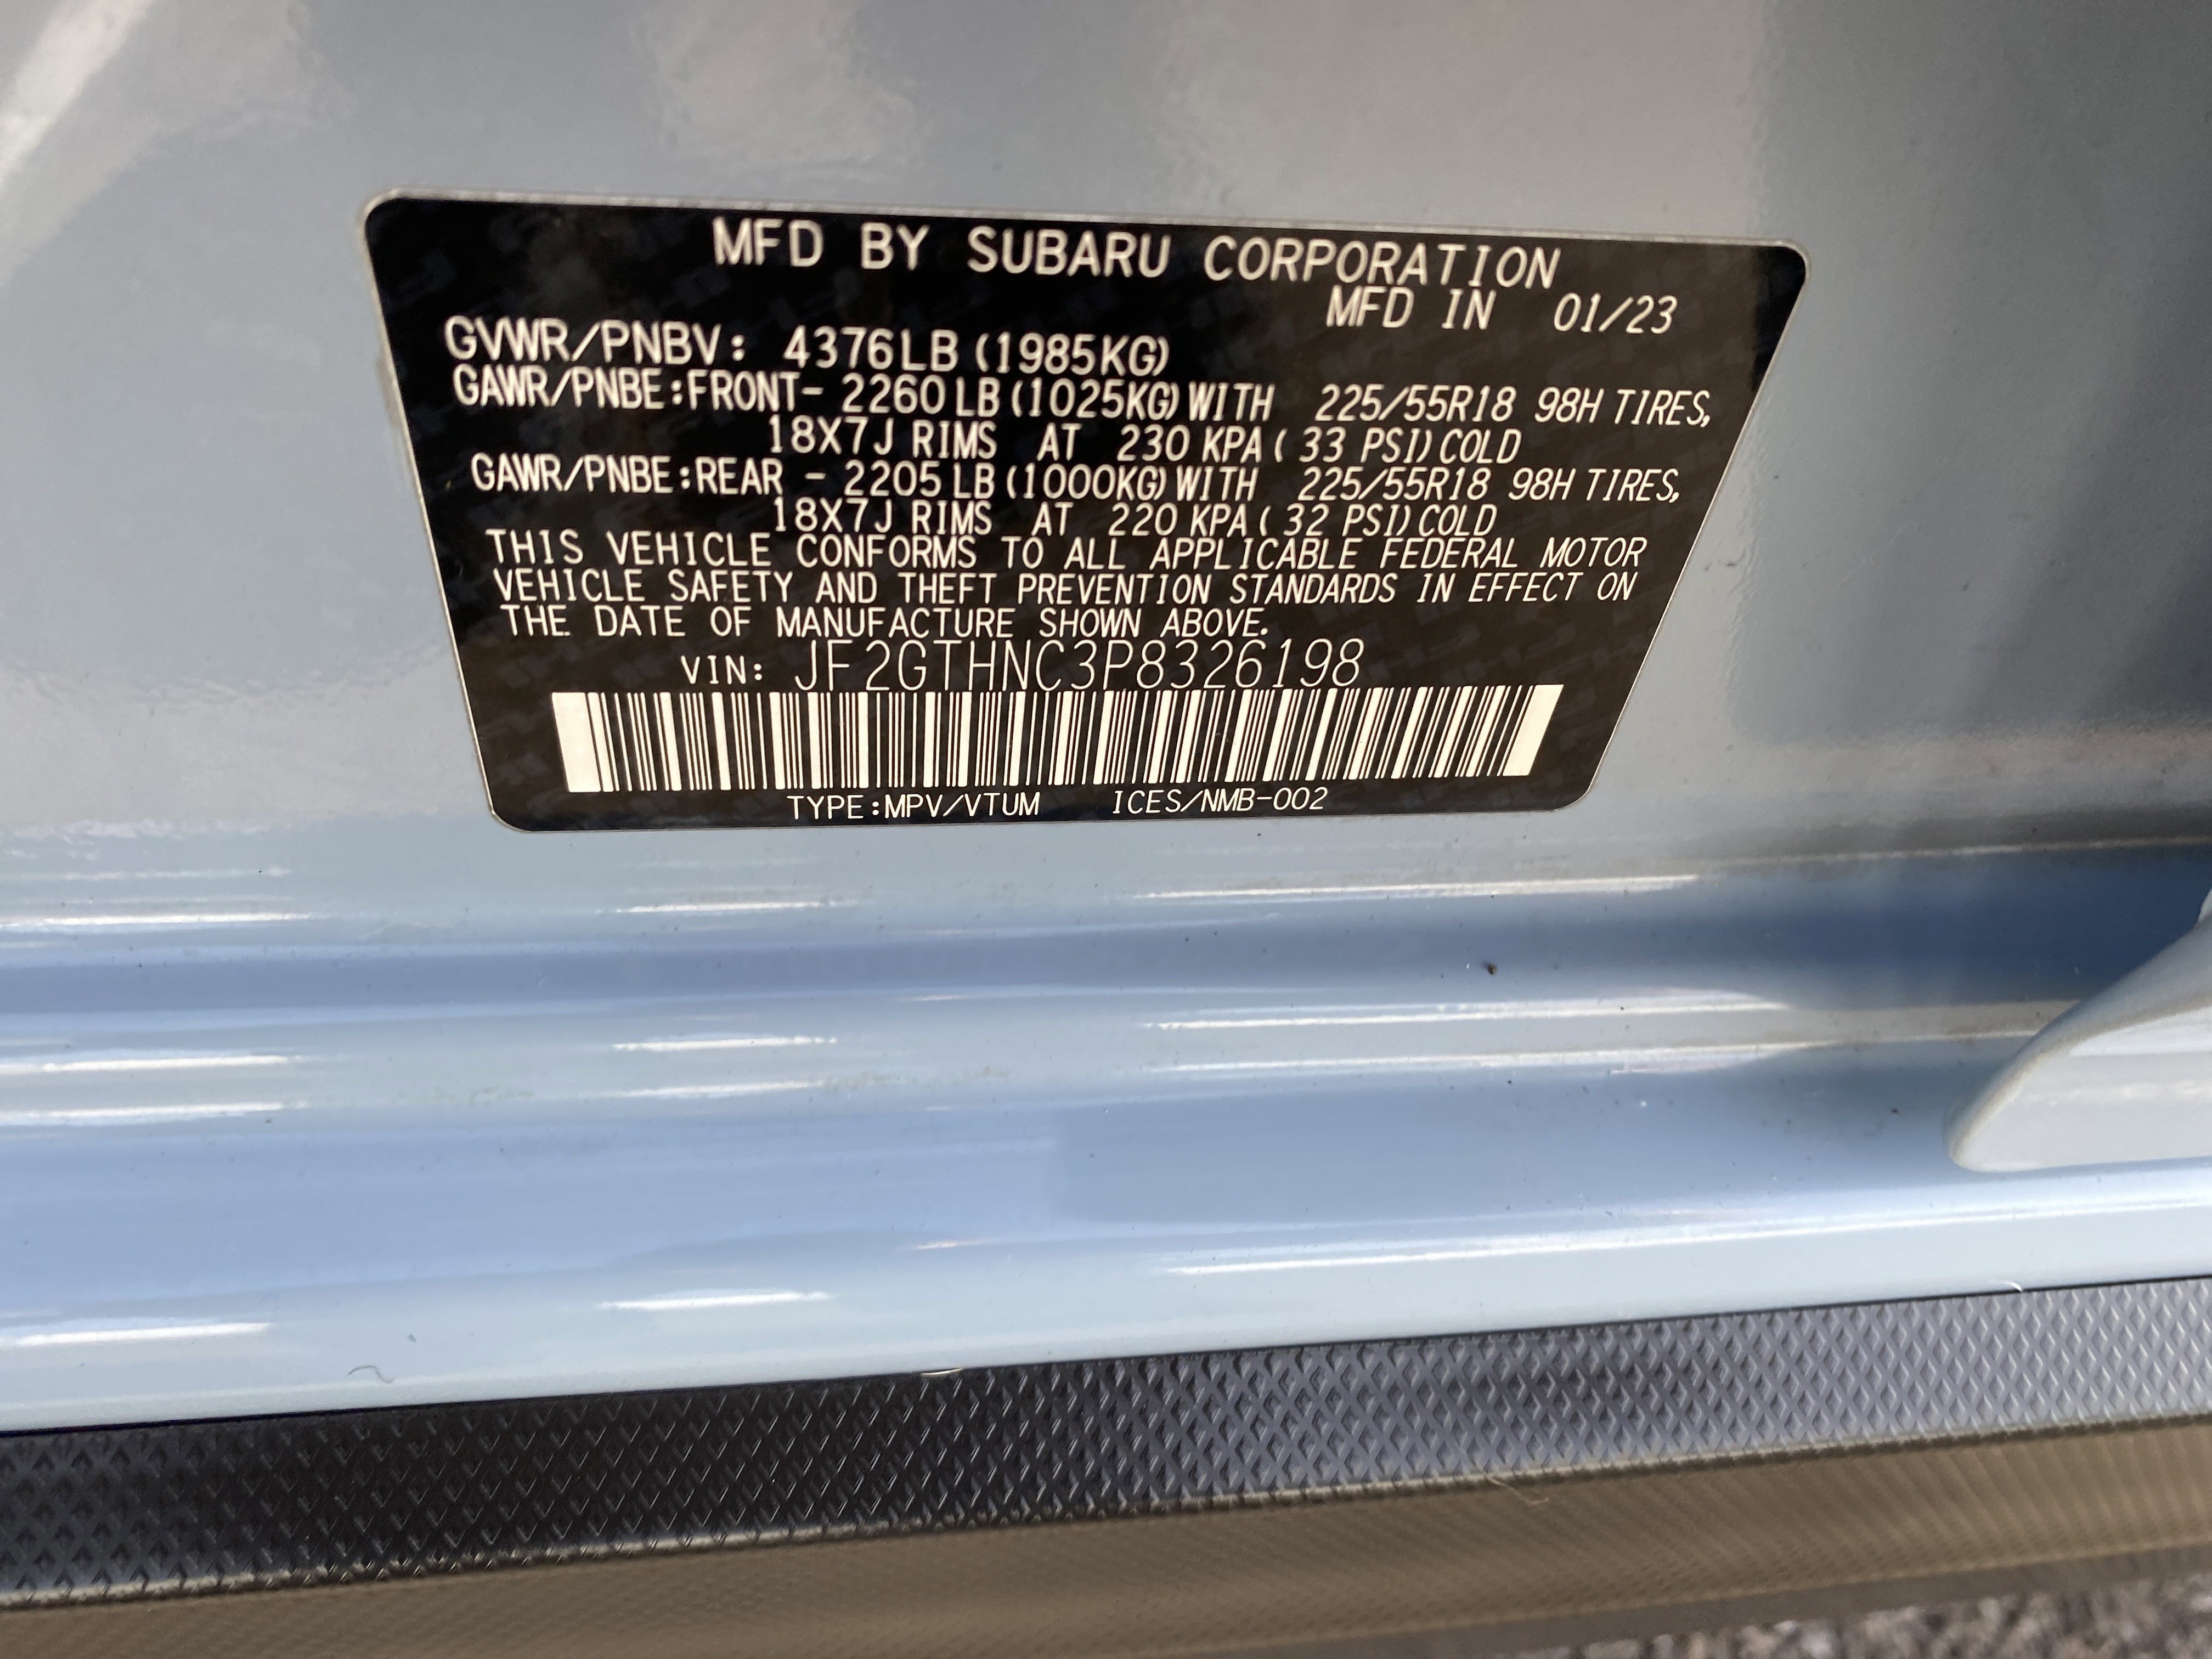 MFD BY SUBARU CORPORATION
MFD IN 01/23
GVWR/PNBV: 4376LB (1985KG)
GAWR/PNBE:FRONT- 2260 LB (1025KG) WITH 225/55R18 98H TIRES,
18X7J RIMS AT 230 KPA ( 33 PSI) COLD
GAWR/PNBE:REAR - 2205 LB (1000KG) WITH 225/55R18 98H TIRES,
18X7J RIMS AT 220 KPA ( 32 PSI) COLD
THIS VEHICLE CONFORMS TO ALL APPLICABLE FEDERAL MOTOR
VEHICLE SAFETY AND THEFT PREVENTION STANDARDS IN EFFECT ON
THE DATE OF MANUFACTURE SHOWN ABOVE.
VIN: JF2GTHNC3P8326198
TYPE:MPV/VTUM ICES/NMB-002